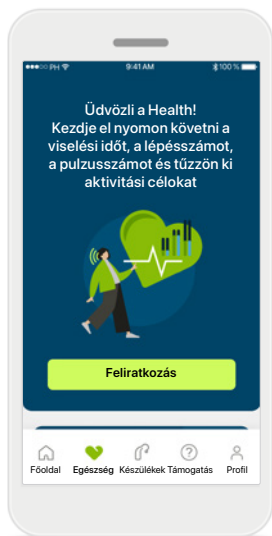 PH 9:41 AM 100 %
Üdvözli a Health!
Kezdje el nyomon követni a
viselési időt, a lépésszámot,
a pulzusszámot és tűzzön ki
aktivitási célokat
Feliratkozás
Főoldal Egészség Készülékek Támogatás Profil